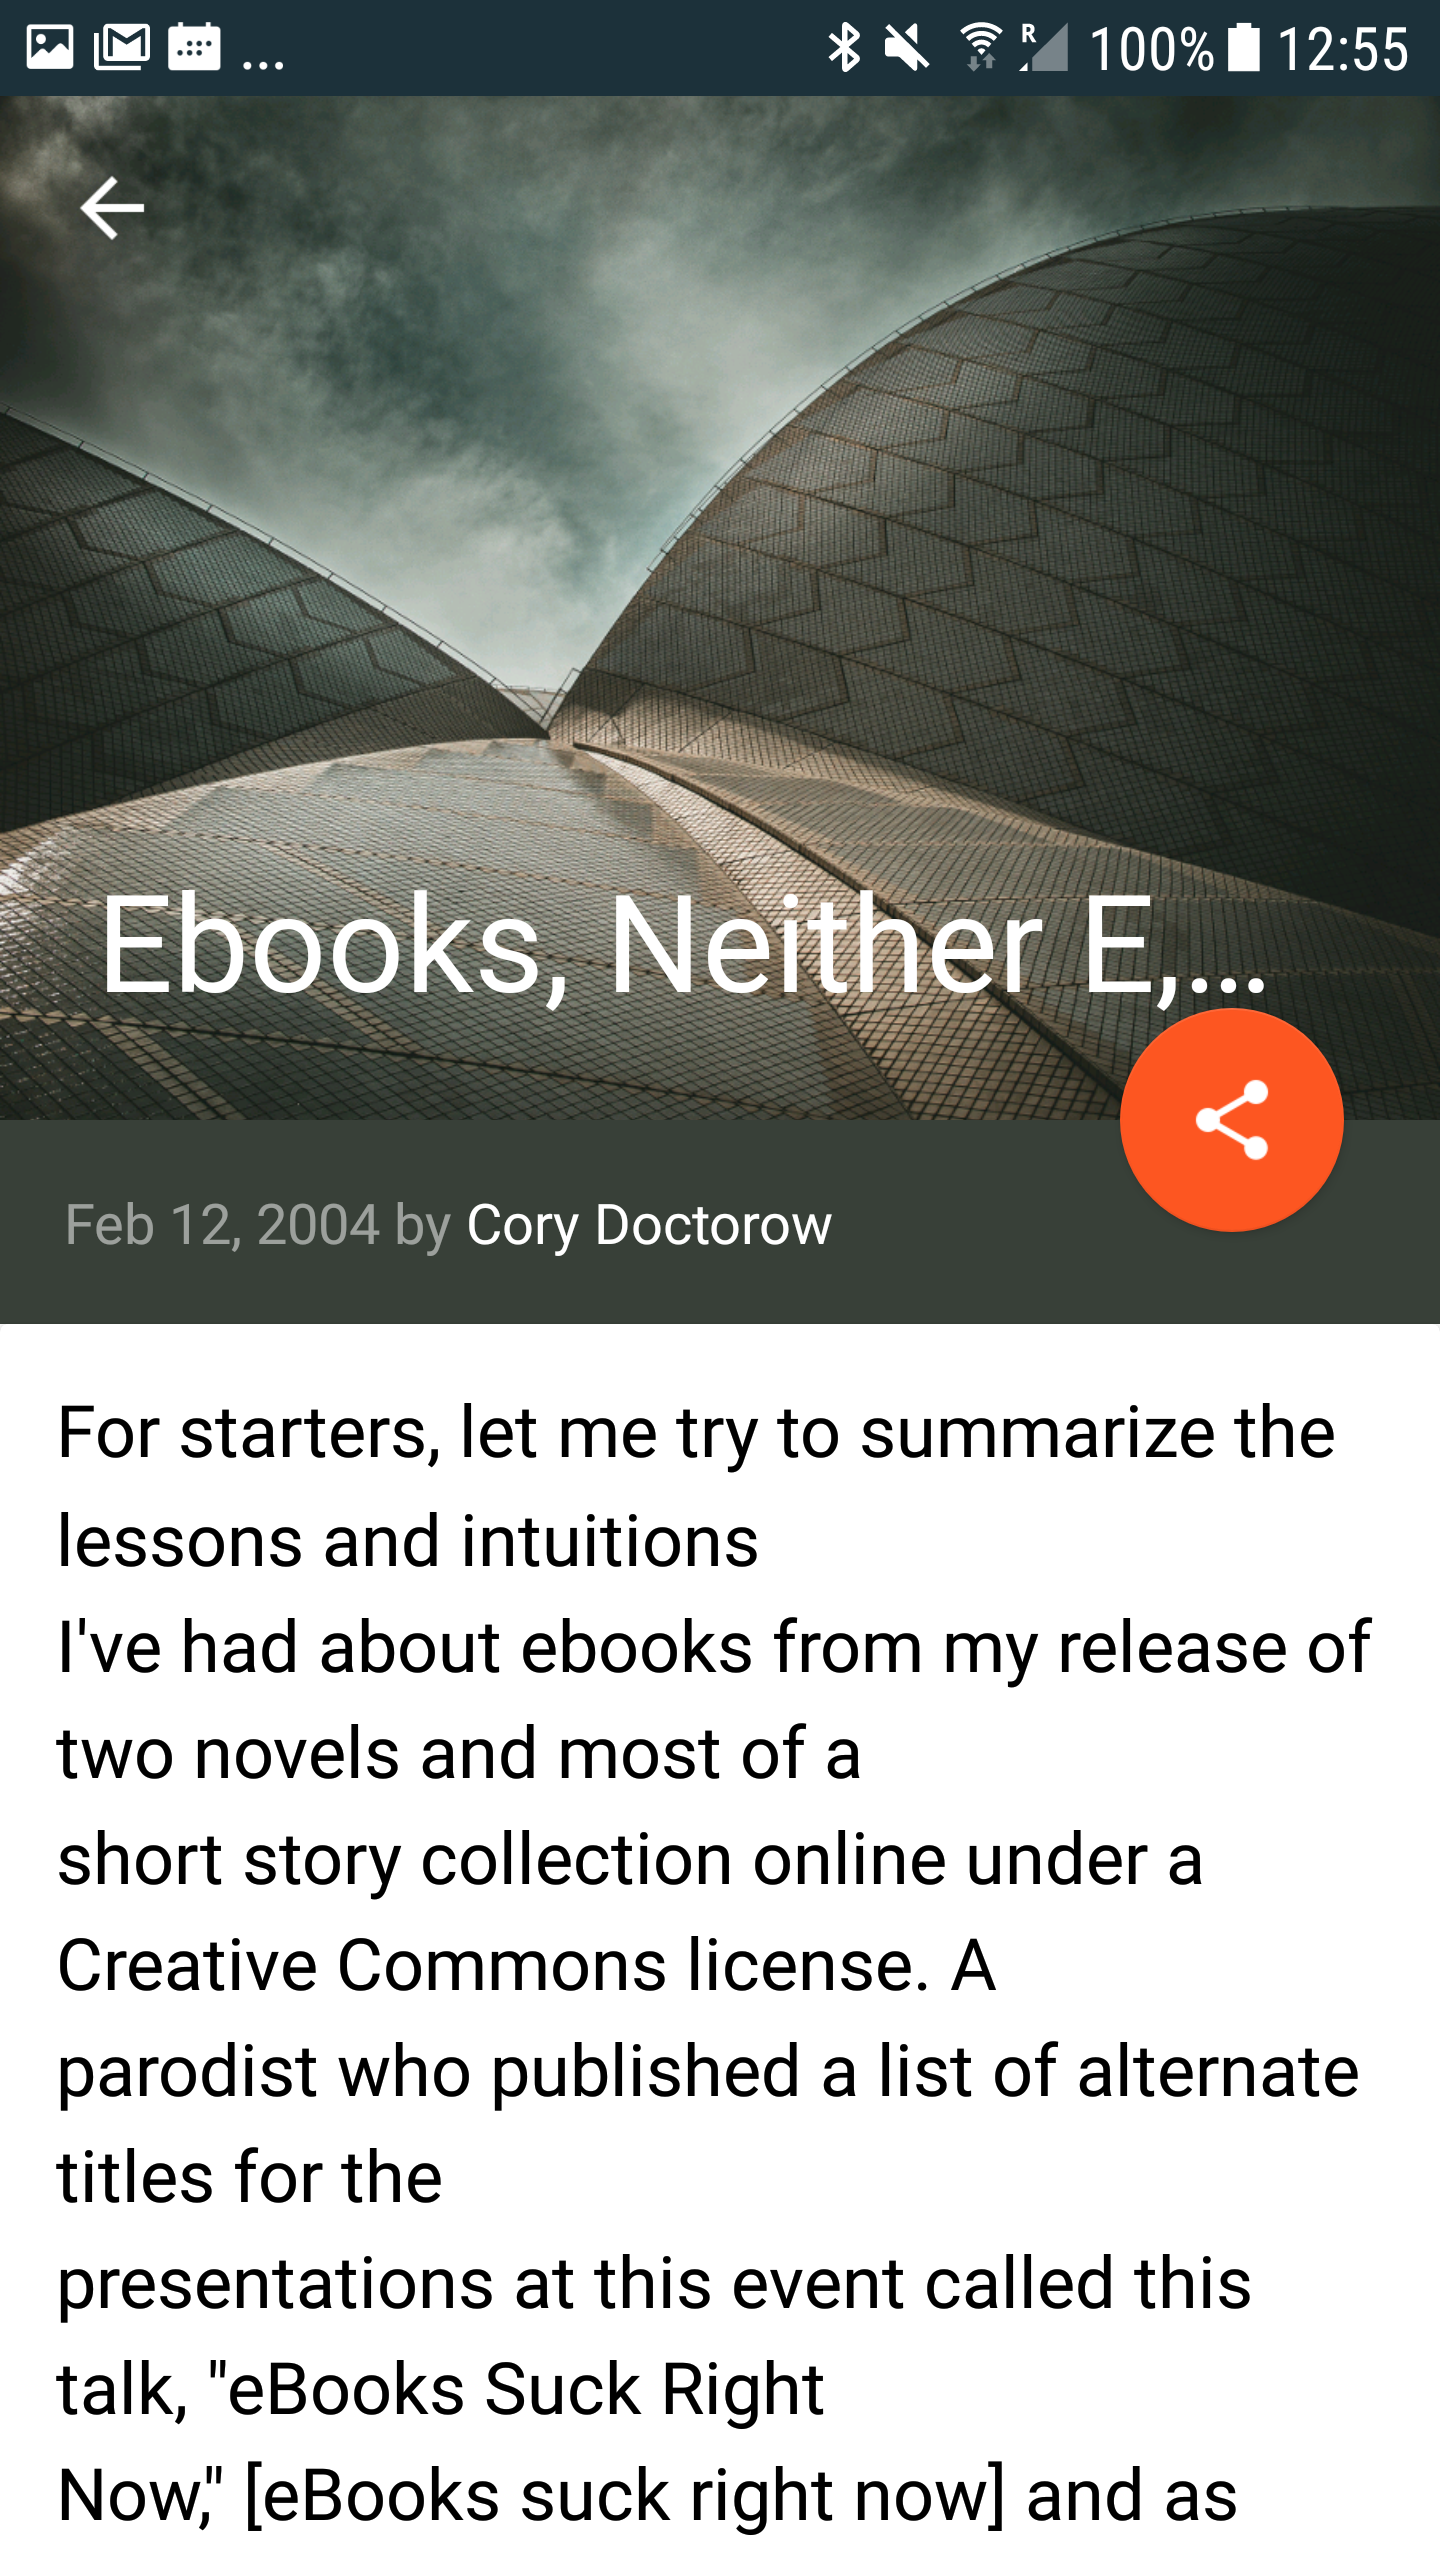 ... R 100% 12:55
Ebooks, Neither E,...
Feb 12, 2004 by Cory Doctorow
For starters, let me try to summarize the
lessons and intuitions
I've had about ebooks from my release of
two novels and most of a
short story collection online under a
Creative Commons license. A
parodist who published a list of alternate
titles for the
presentations at this event called this
talk, "eBooks Suck Right
Now," [eBooks suck right now] and as